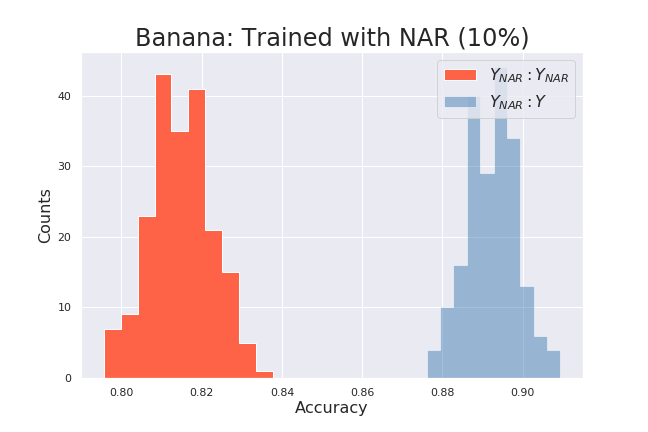 Banana: Trained with NAR (10%)
Y_NAR : Y_NAR
Y_NAR : Y
Counts
40
30
20
10
0
0.80 0.82 0.84 0.86 0.88 0.90
Accuracy